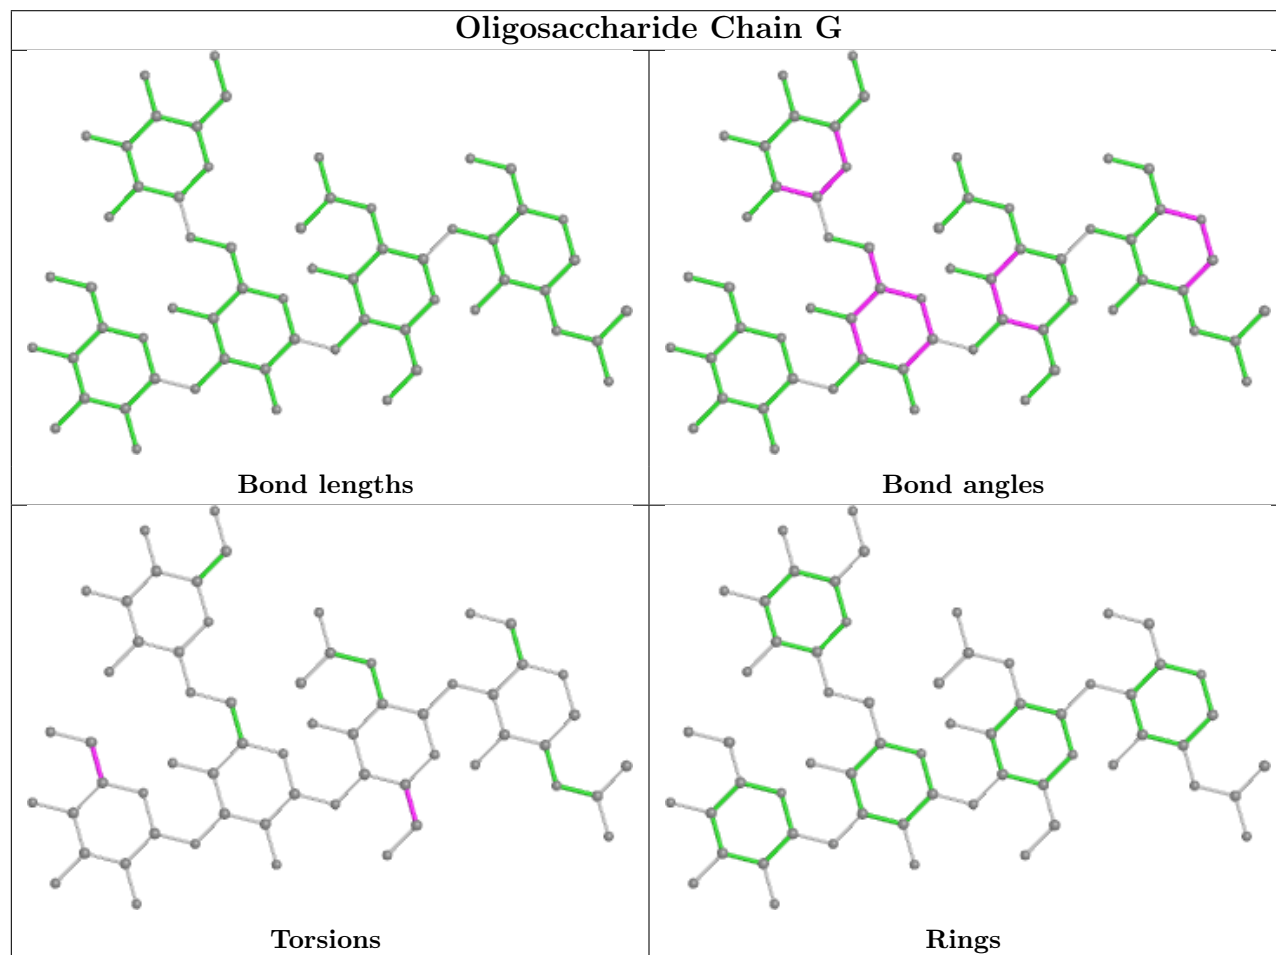 Oligosaccharide Chain G
Bond lengths
Bond angles
Torsions
Rings